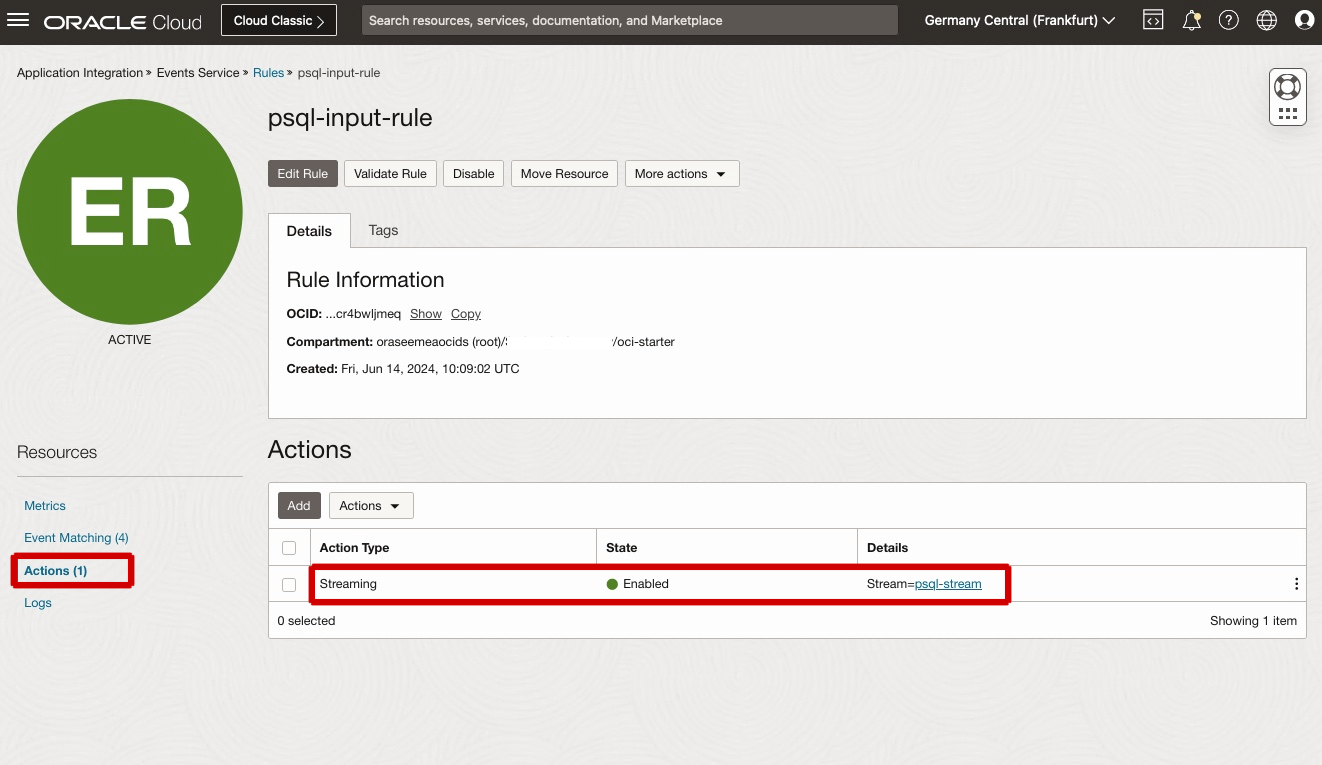 ORACLE Cloud
Cloud Classic
Search resources, services, documentation, and Marketplace
Germany Central (Frankfurt)
Application Integration » Events Service » Rules » psql-input-rule
ER
ACTIVE
psql-input-rule
Edit Rule
Validate Rule
Disable
Move Resource
More actions
Details
Tags
Rule Information
OCID: ...cr4bwljmeq Show Copy
Compartment: oraseemeaocids (root)/ /oci-starter
Created: Fri, Jun 14, 2024, 10:09:02 UTC
Resources
Metrics
Event Matching (4)
Actions (1)
Logs
Actions
Add
Actions
Action Type State Details
Streaming Enabled Stream=psql-stream
0 selected
Showing 1 item